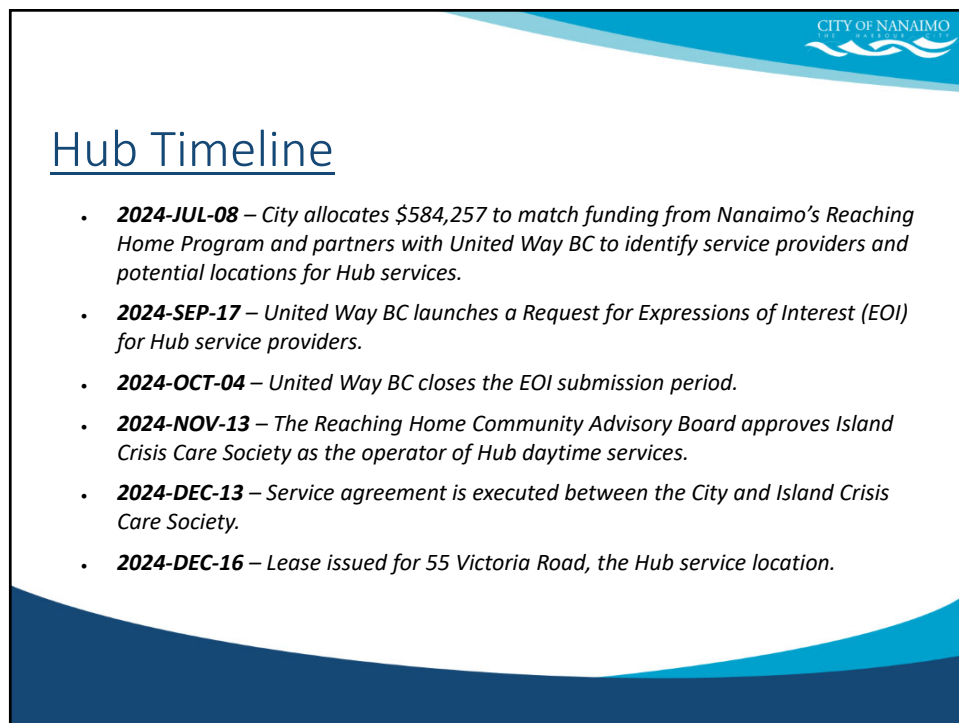 CITY OF NANAIMO
THE HARBOUR CITY
Hub Timeline
• 2024-JUL-08 – City allocates $584,257 to match funding from Nanaimo's Reaching
Home Program and partners with United Way BC to identify service providers and
potential locations for Hub services.
• 2024-SEP-17 – United Way BC launches a Request for Expressions of Interest (EOI)
for Hub service providers.
• 2024-OCT-04 – United Way BC closes the EOI submission period.
• 2024-NOV-13 – The Reaching Home Community Advisory Board approves Island
Crisis Care Society as the operator of Hub daytime services.
• 2024-DEC-13 – Service agreement is executed between the City and Island Crisis
Care Society.
• 2024-DEC-16 – Lease issued for 55 Victoria Road, the Hub service location.